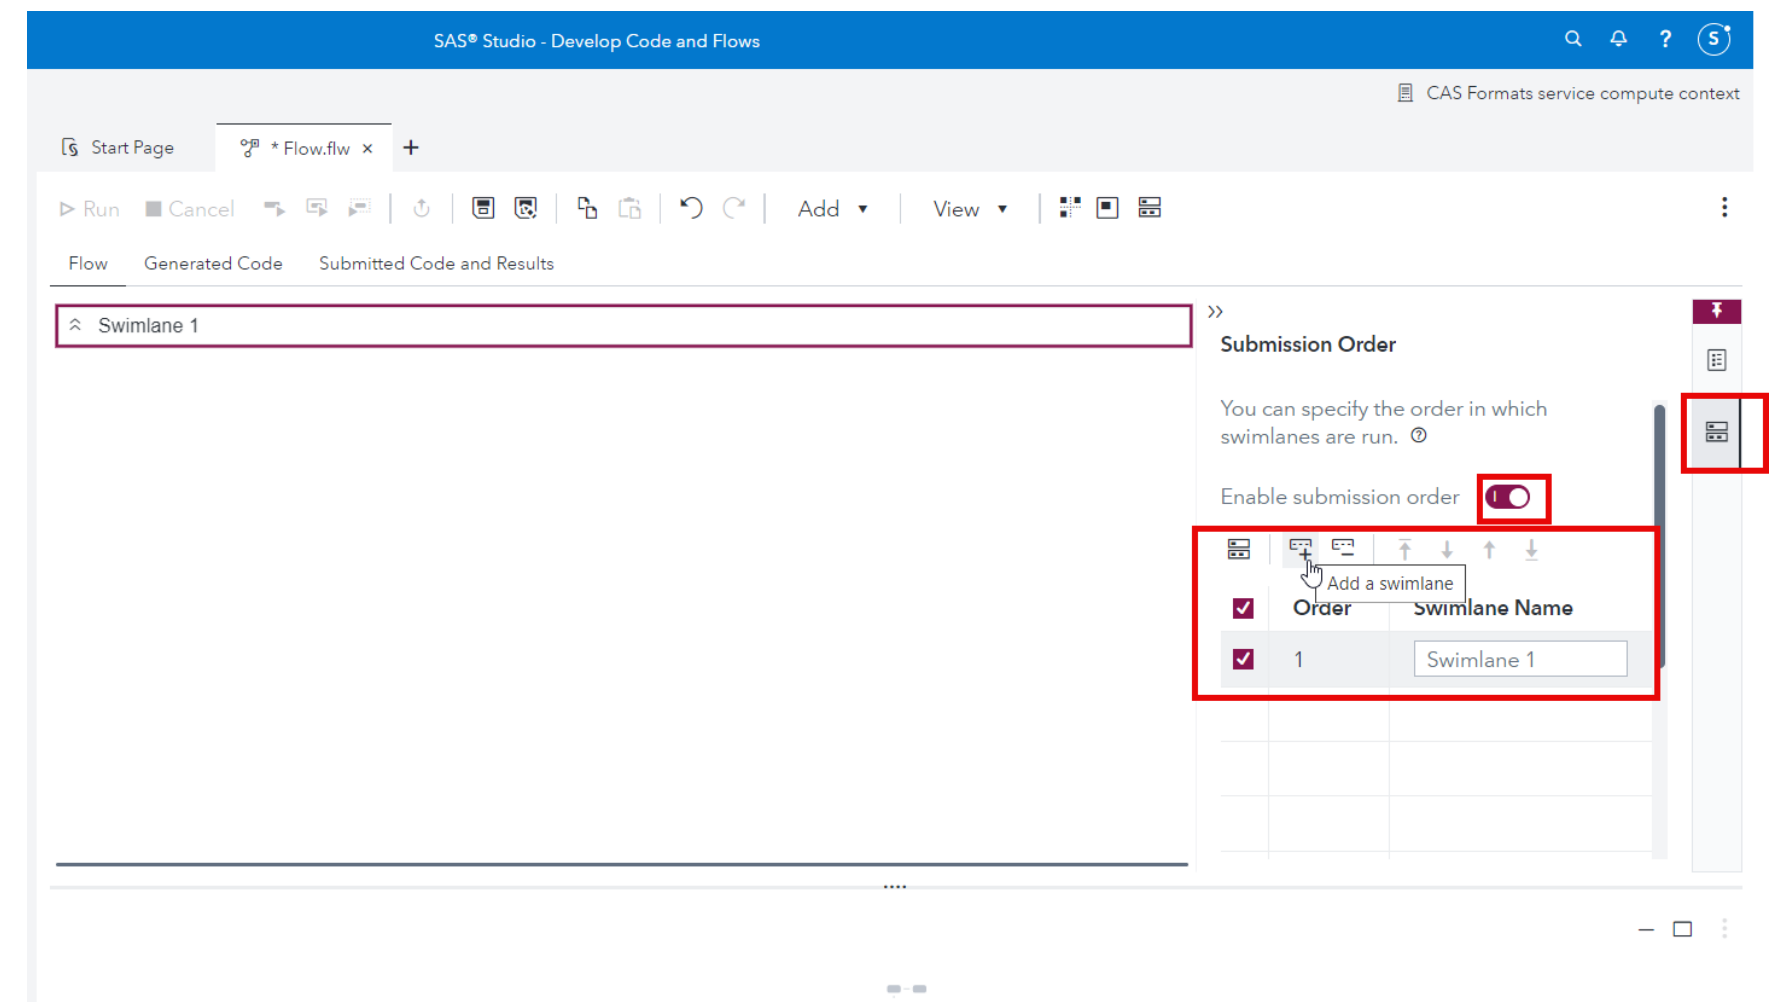 SAS® Studio - Develop Code and Flows
?
S
CAS Formats service compute context
Start Page
* Flow.flw ×
+
Run
Cancel
Add
View
Flow
Generated Code
Submitted Code and Results
Swimlane 1
Submission Order
You can specify the order in which
swimlanes are run.
Enable submission order
Add a swimlane
Order
Swimlane Name
1
Swimlane 1